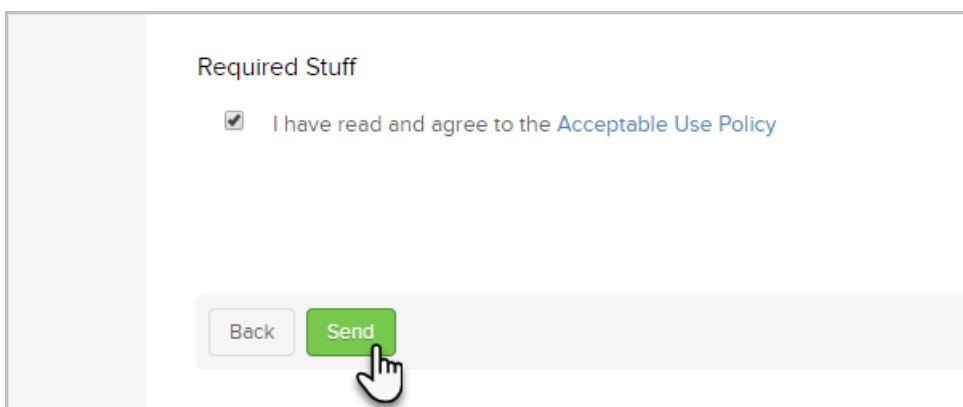 Required Stuff
I have read and agree to the Acceptable Use Policy
Back
Send